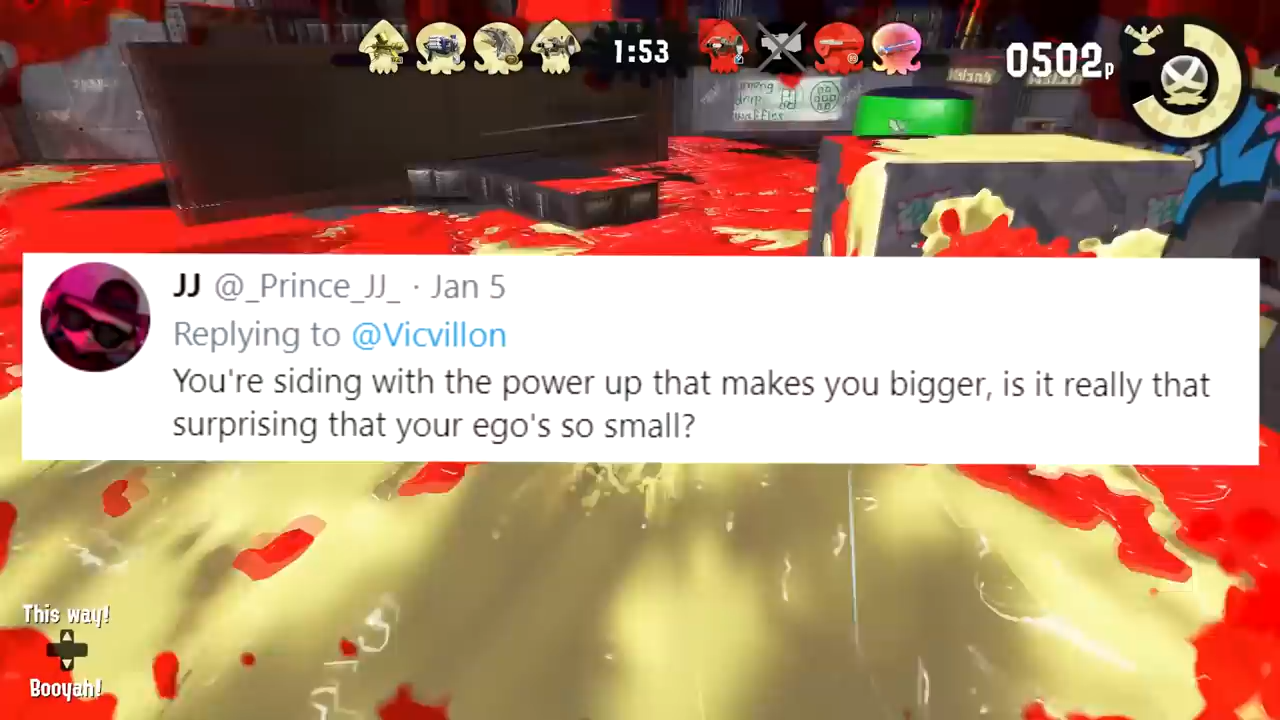 1:53
0502p
JJ @_Prince_JJ_ · Jan 5
Replying to @Vicvillon
You're siding with the power up that makes you bigger, is it really that
surprising that your ego's so small?
This way!
Booyah!